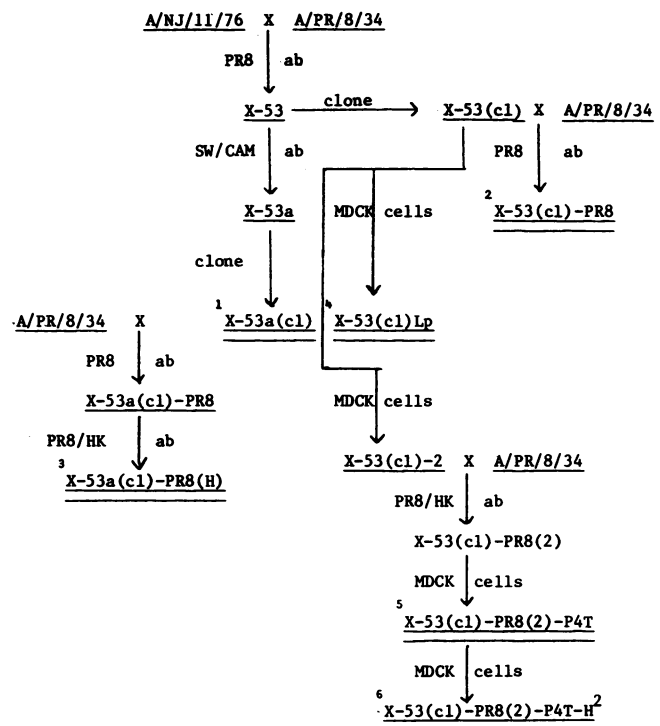 A/NJ/11/76 X A/PR/8/34
PR8 ab
X-53 clone X-53(cl) X A/PR/8/34
SW/CAM ab PR8 ab
X-53a MDCK cells 2 X-53(cl)-PR8
clone
A/PR/8/34 X 1 X-53a(cl) 4 X-53(cl)Lp
PR8 ab
X-53a(cl)-PR8 MDCK cells
PR8/HK ab
3 X-53a(cl)-PR8(H) X-53(cl)-2 X A/PR/8/34
PR8/HK ab
X-53(cl)-PR8(2)
MDCK cells
5 X-53(cl)-PR8(2)-P4T
MDCK cells
6 X-53(cl)-PR8(2)-P4T-H2